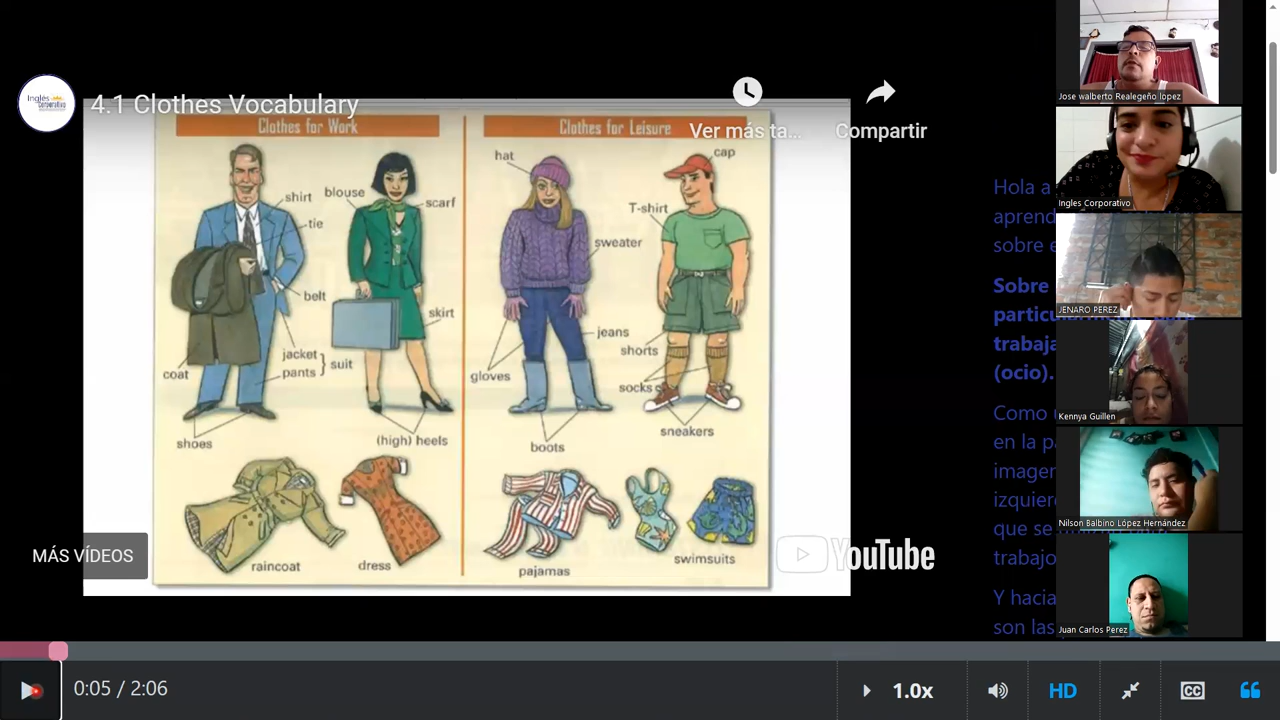 Inglés
Corporativo
4.1 Clothes Vocabulary
Ver más ta...
Compartir
Clothes for Work
Clothes for Leisure
shirt
blouse
scarf
tie
belt
skirt
jacket
pants
suit
coat
shoes
(high) heels
raincoat
dress
hat
cap
T-shirt
sweater
jeans
shorts
gloves
socks
sneakers
boots
pajamas
swimsuits
MÁS VÍDEOS
YouTube
Hola a
aprend
sobre e
Sobre
particularmente
trabaja
(ocio).
Como
en la pa
imagen
izquier
que se
trabajo
Y hacia
son las
Jose walberto Realegeño lopez
Ingles Corporativo
JENARO PEREZ
Kennya Guillen
Nilson Balbino López Hernández
Juan Carlos Perez
0:05 / 2:06
1.0x
HD
CC